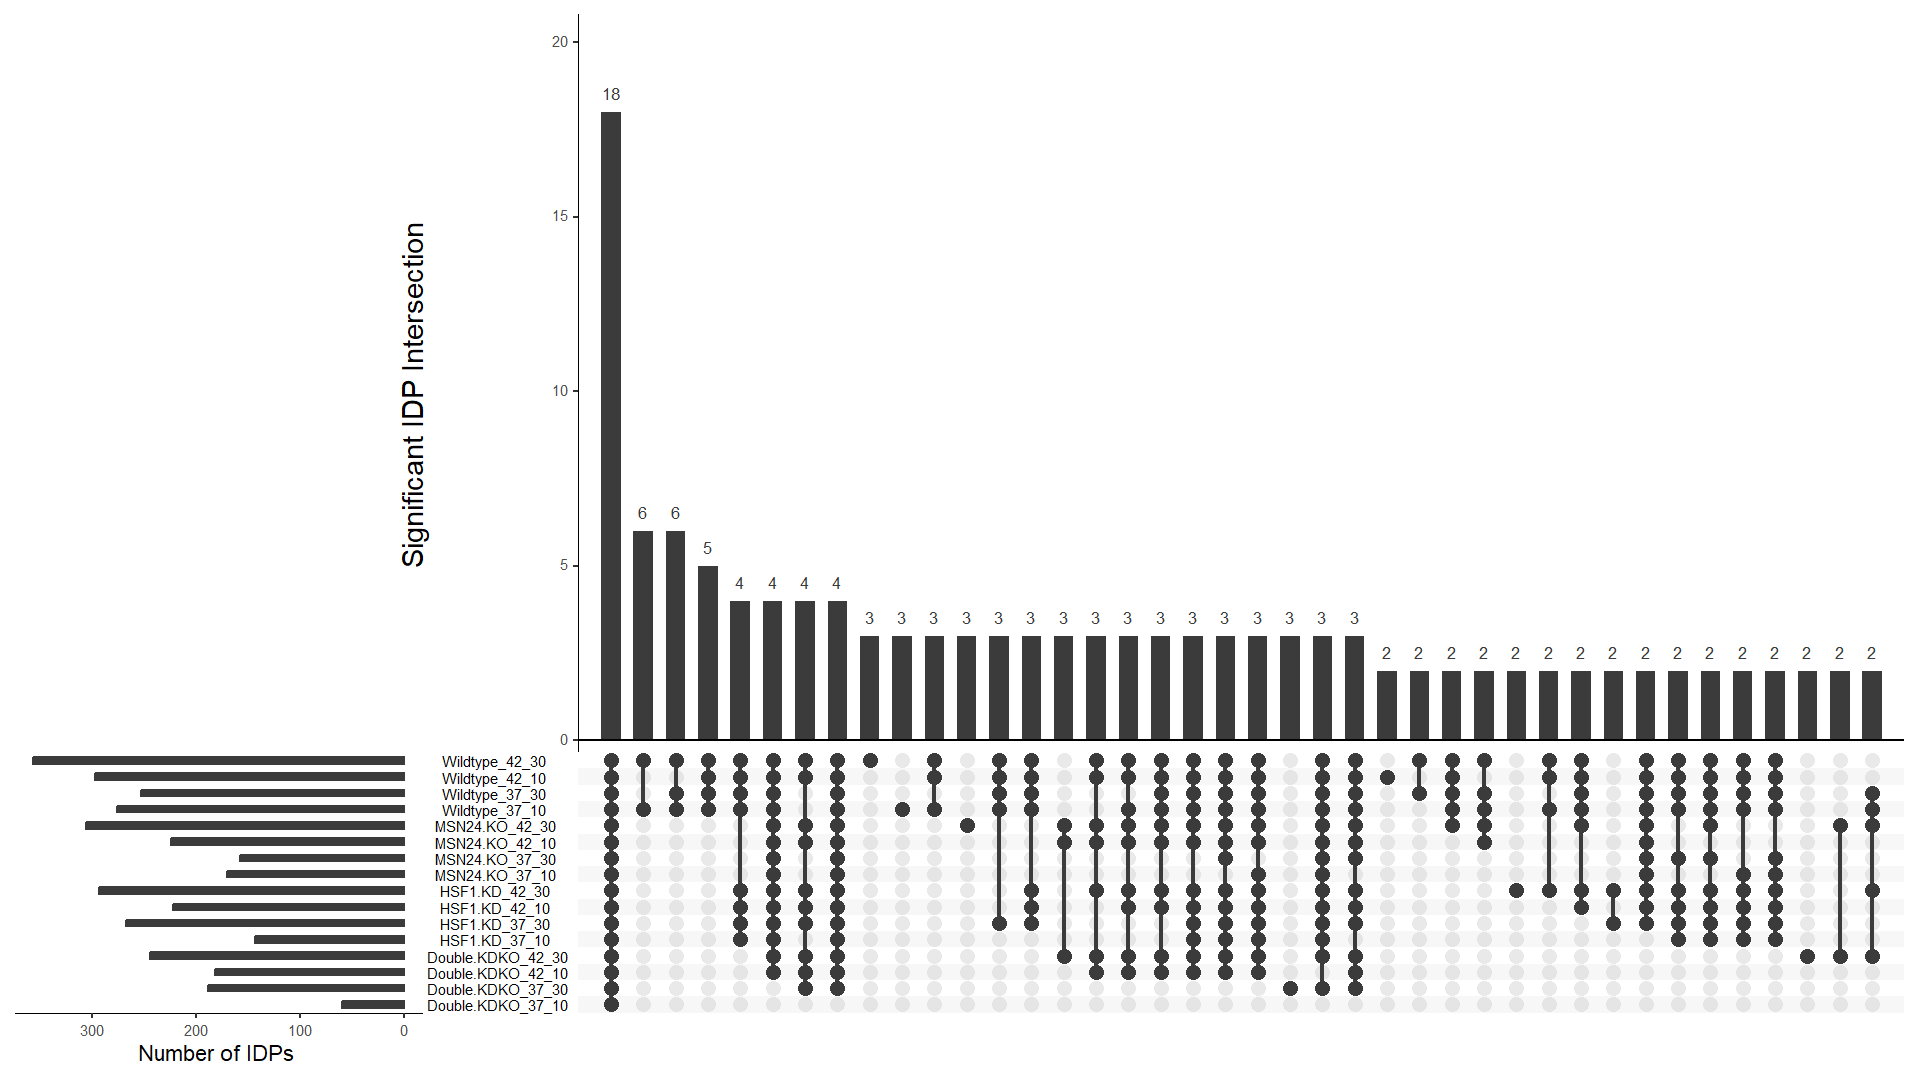 Significant IDP Intersection
20
15
10
5
0
18 6 6 5 4 4 4 4 3 3 3 3 3 3 3 3 3 3 3 3 3 3 3 3 2 2 2 2 2 2 2 2 2 2 2 2 2 2 2 2
Wildtype_42_30
Wildtype_42_10
Wildtype_37_30
Wildtype_37_10
MSN24.KO_42_30
MSN24.KO_42_10
MSN24.KO_37_30
MSN24.KO_37_10
HSF1.KD_42_30
HSF1.KD_42_10
HSF1.KD_37_30
HSF1.KD_37_10
Double.KDKO_42_30
Double.KDKO_42_10
Double.KDKO_37_30
Double.KDKO_37_10
300 200 100 0
Number of IDPs